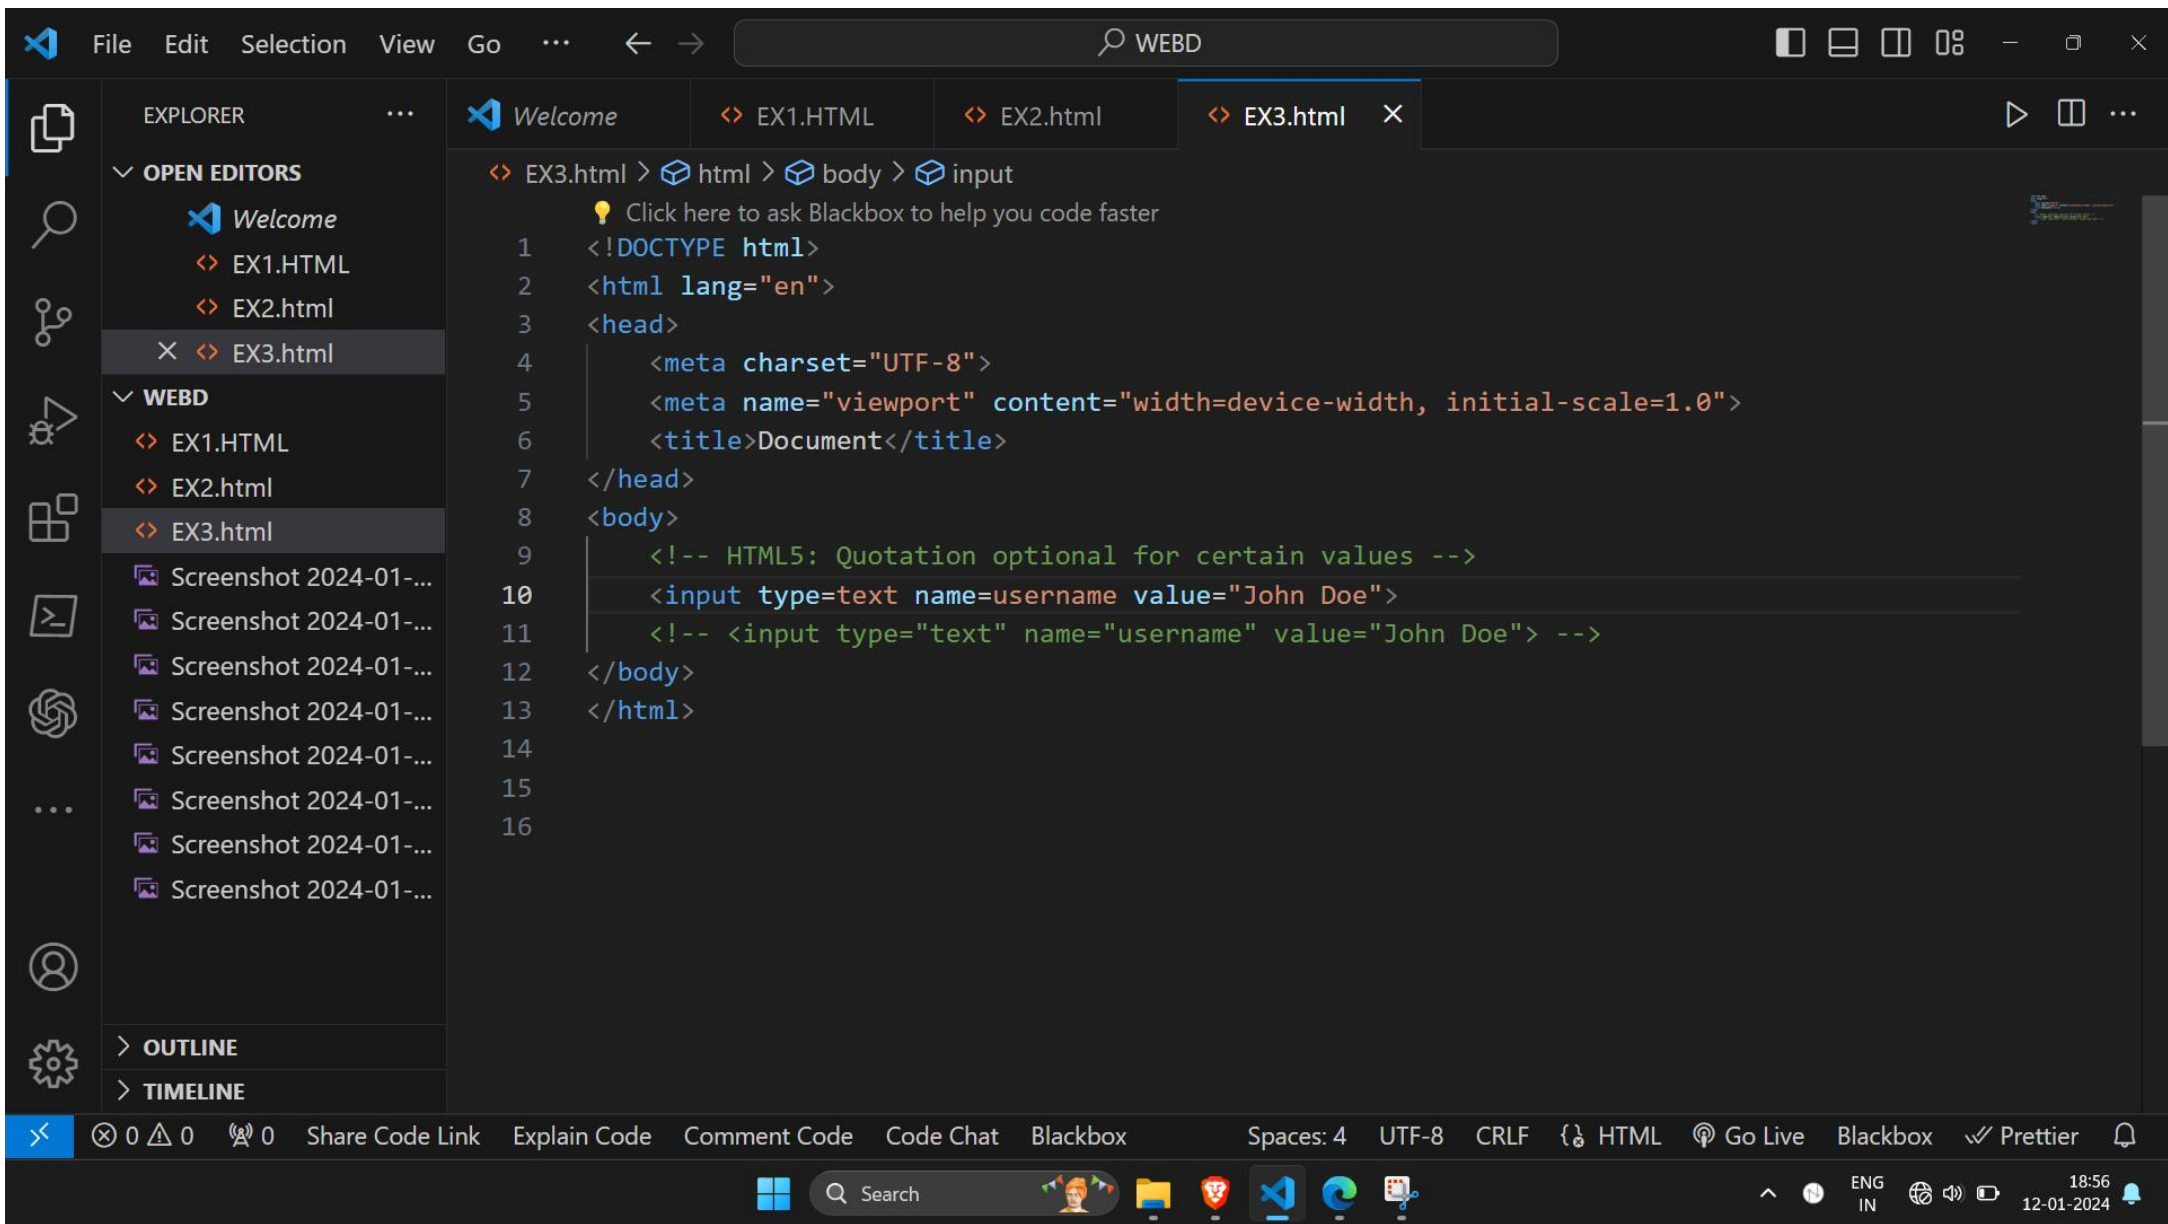 File Edit Selection View Go ··· WEBD
EXPLORER ···
OPEN EDITORS
Welcome
EX1.HTML
EX2.html
EX3.html
WEBD
EX1.HTML
EX2.html
EX3.html
Screenshot 2024-01-...
Screenshot 2024-01-...
Screenshot 2024-01-...
Screenshot 2024-01-...
Screenshot 2024-01-...
Screenshot 2024-01-...
Screenshot 2024-01-...
Screenshot 2024-01-...
OUTLINE
TIMELINE
Welcome EX1.HTML EX2.html EX3.html
EX3.html > html > body > input
Click here to ask Blackbox to help you code faster
1 <!DOCTYPE html>
2 <html lang="en">
3 <head>
4 <meta charset="UTF-8">
5 <meta name="viewport" content="width=device-width, initial-scale=1.0">
6 <title>Document</title>
7 </head>
8 <body>
9 <!-- HTML5: Quotation optional for certain values -->
10 <input type=text name=username value="John Doe">
11 <!-- <input type="text" name="username" value="John Doe"> -->
12 </body>
13 </html>
14
15
16
0 0 0 Share Code Link Explain Code Comment Code Code Chat Blackbox Spaces: 4 UTF-8 CRLF HTML Go Live Blackbox Prettier
Search ENG 18:56
IN 12-01-2024